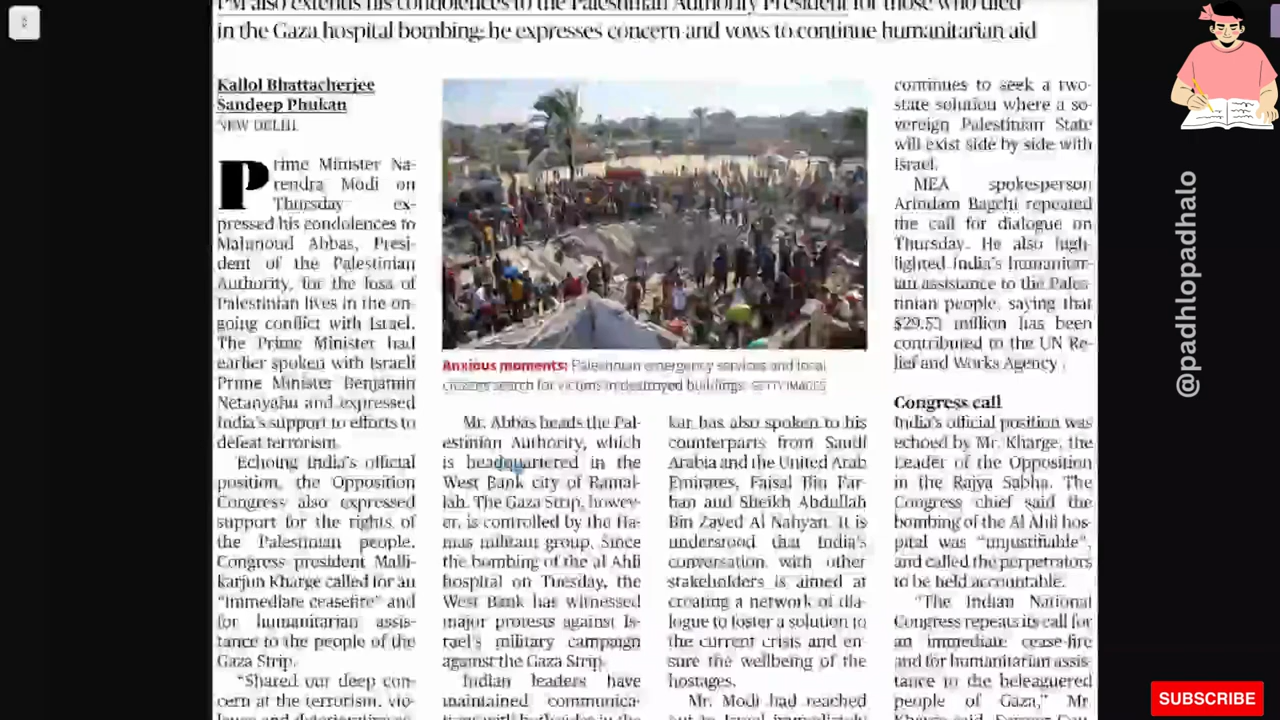 PM also extends his condolences to the Palestinian Authority President for those who died
in the Gaza hospital bombing; he expresses concern and vows to continue humanitarian aid
Kallol Bhattacherjee
Sandeep Phukan
NEW DELHI
Prime Minister Na-
rendra Modi on
Thursday ex-
pressed his condolences to
Mahmoud Abbas, Presi-
dent of the Palestinian
Authority, for the loss of
Palestinian lives in the on-
going conflict with Israel.
The Prime Minister had
earlier spoken with Israeli
Prime Minister Benjamin
Netanyahu and expressed
India's support to efforts to
defeat terrorism.
Echoing India's official
position, the Opposition
Congress also expressed
support for the rights of
the Palestinian people.
Congress president Malli-
karjun Kharge called for an
"immediate ceasefire" and
for humanitarian assis-
tance to the people of the
Gaza Strip.
"Shared our deep con-
cern at the terrorism, vio-
Anxious moments: Palestinian emergency services and local
citizens search for victims in destroyed buildings. GETTY IMAGES
Mr. Abbas heads the Pal-
estinian Authority, which
is headquartered in the
West Bank city of Ramal-
lah. The Gaza Strip, howev-
er, is controlled by the Ha-
mas militant group. Since
the bombing of the al Ahli
hospital on Tuesday, the
West Bank has witnessed
major protests against Is-
rael's military campaign
against the Gaza Strip.
Indian leaders have
maintained communica-
kar has also spoken to his
counterparts from Saudi
Arabia and the United Arab
Emirates, Faisal Bin Far-
han and Sheikh Abdullah
Bin Zayed Al Nahyan. It is
understood that India's
conversation with other
stakeholders is aimed at
creating a network of dia-
logue to foster a solution to
the current crisis and en-
sure the wellbeing of the
hostages.
Mr. Modi had reached
continues to seek a two-
state solution where a so-
vereign Palestinian State
will exist side by side with
Israel.
MEA spokesperson
Arindam Bagchi repeated
the call for dialogue on
Thursday. He also high-
lighted India's humanitar-
ian assistance to the Pales-
tinian people, saying that
$29.53 million has been
contributed to the UN Re-
lief and Works Agency.
Congress call
India's official position was
echoed by Mr. Kharge, the
Leader of the Opposition
in the Rajya Sabha. The
Congress chief said the
bombing of the Al Ahli hos-
pital was "unjustifiable",
and called the perpetrators
to be held accountable.
"The Indian National
Congress repeats its call for
an immediate cease-fire
and for humanitarian assis-
tance to the beleaguered
people of Gaza," Mr.
@padhlopadhalo
SUBSCRIBE